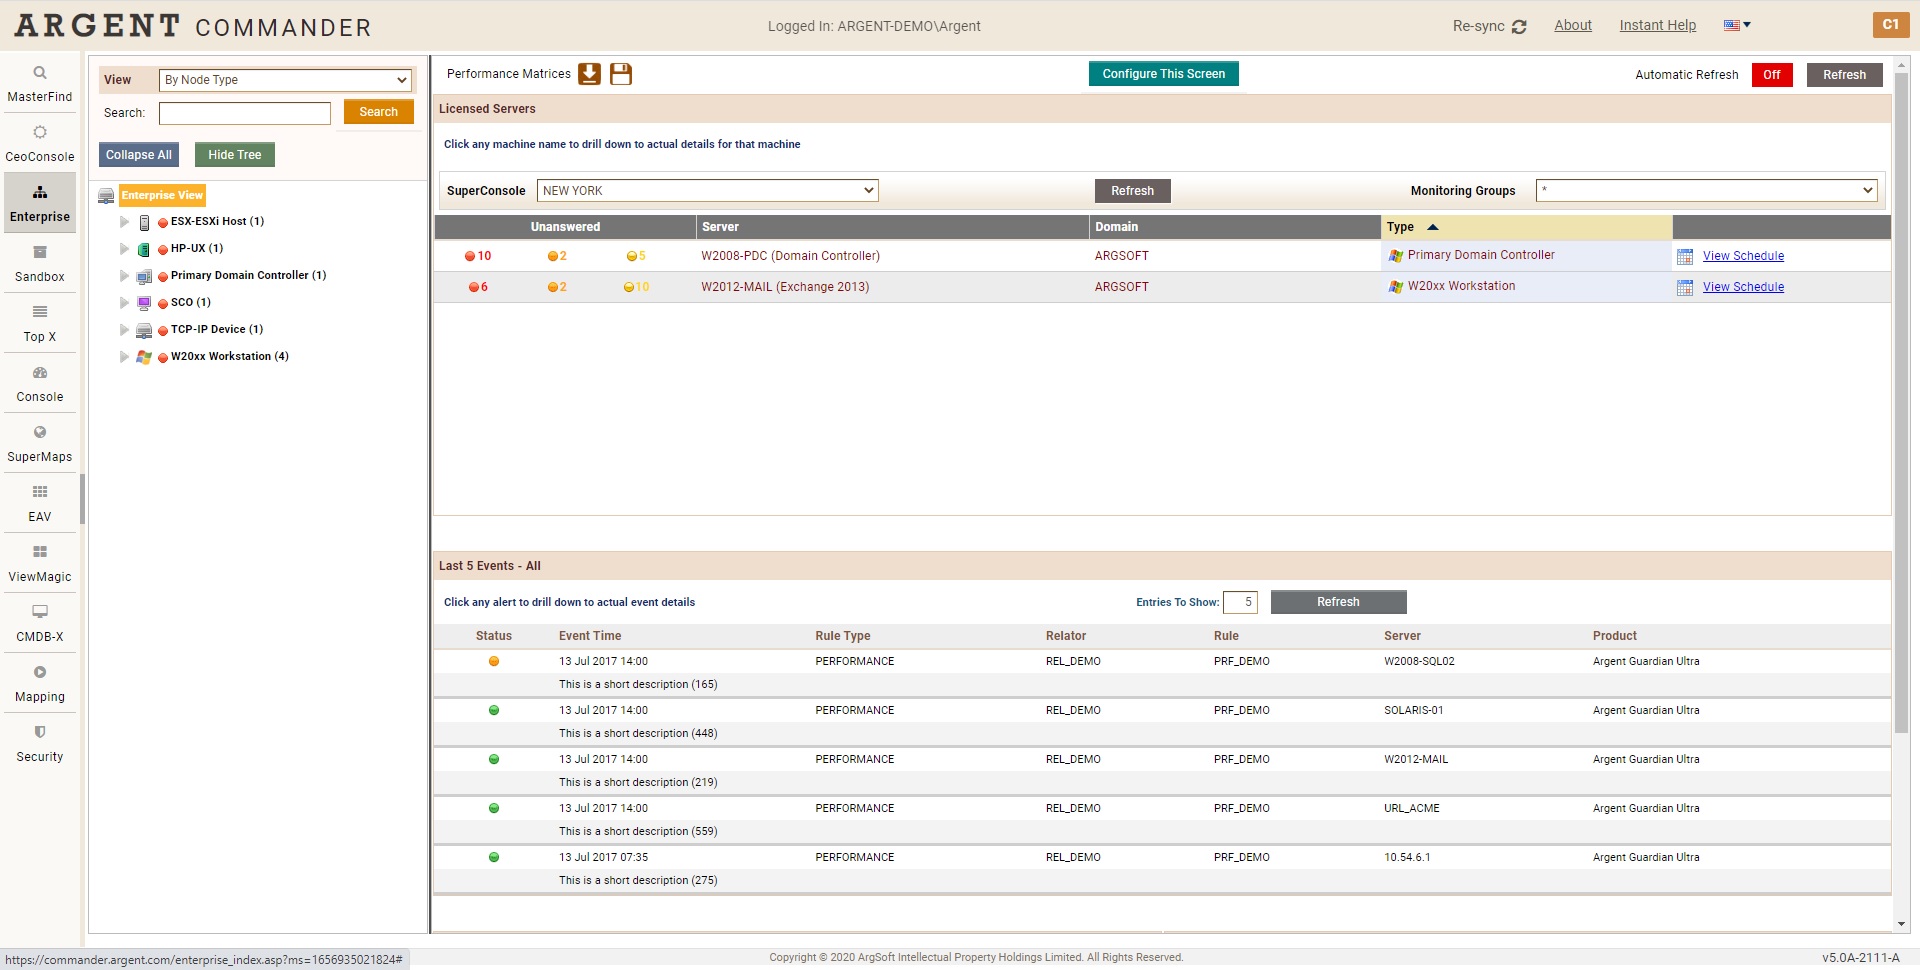 ARGENT COMMANDER
Logged In: ARGENT-DEMO\Argent
Re-sync
About
Instant Help
C1
MasterFind
CeoConsole
Enterprise
Sandbox
Top X
Console
SuperMaps
EAV
ViewMagic
CMDB-X
Mapping
Security
View By Node Type
Search: Search
Collapse All Hide Tree
Enterprise View
ESX-ESXi Host (1)
HP-UX (1)
Primary Domain Controller (1)
SCO (1)
TCP-IP Device (1)
W20xx Workstation (4)
Performance Matrices Configure This Screen Automatic Refresh Off Refresh
Licensed Servers
Click any machine name to drill down to actual details for that machine
SuperConsole NEW YORK Refresh Monitoring Groups *
Unanswered Server Domain Type
10 2 5 W2008-PDC (Domain Controller) ARGSOFT Primary Domain Controller View Schedule
6 2 10 W2012-MAIL (Exchange 2013) ARGSOFT W20xx Workstation View Schedule
Last 5 Events - All
Click any alert to drill down to actual event details Entries To Show: 5 Refresh
Status Event Time Rule Type Relator Rule Server Product
13 Jul 2017 14:00 PERFORMANCE REL_DEMO PRF_DEMO W2008-SQL02 Argent Guardian Ultra
This is a short description (165)
13 Jul 2017 14:00 PERFORMANCE REL_DEMO PRF_DEMO SOLARIS-01 Argent Guardian Ultra
This is a short description (448)
13 Jul 2017 14:00 PERFORMANCE REL_DEMO PRF_DEMO W2012-MAIL Argent Guardian Ultra
This is a short description (219)
13 Jul 2017 14:00 PERFORMANCE REL_DEMO PRF_DEMO URL_ACME Argent Guardian Ultra
This is a short description (559)
13 Jul 2017 07:35 PERFORMANCE REL_DEMO PRF_DEMO 10.54.6.1 Argent Guardian Ultra
This is a short description (275)
https://commander.argent.com/enterprise_index.asp?ms=1656935021824#
Copyright © 2020 ArgSoft Intellectual Property Holdings Limited. All Rights Reserved.
v5.0A-2111-A